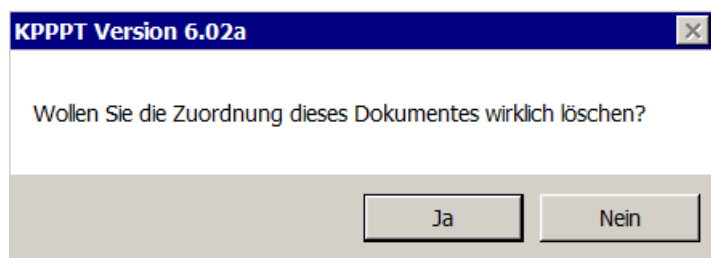 KPPPT Version 6.02a
Wollen Sie die Zuordnung dieses Dokumentes wirklich löschen?
Ja Nein